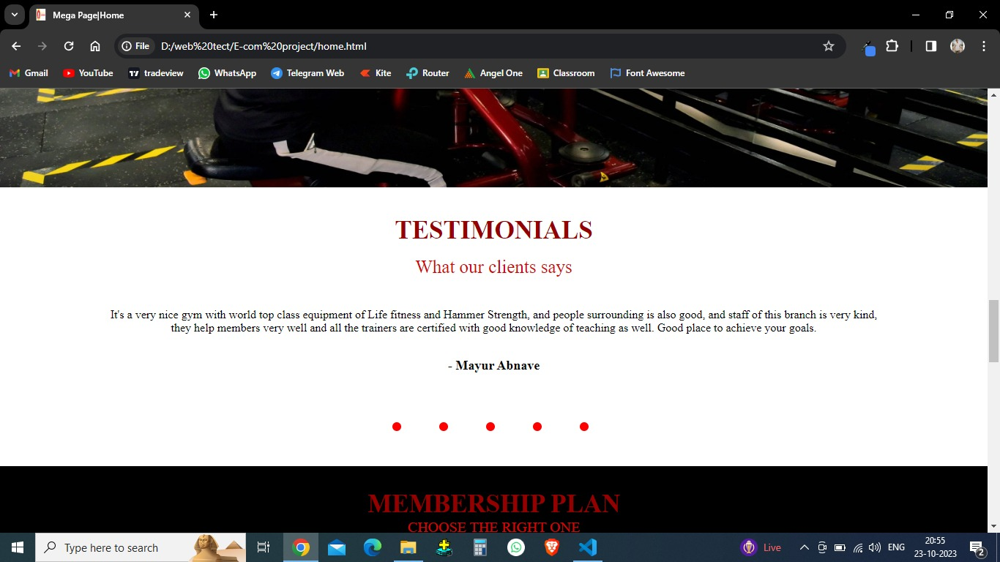 Mega Page|Home
File D:/web%20tect/E-com%20project/home.html
Gmail YouTube tradeview WhatsApp Telegram Web Kite Router Angel One Classroom Font Awesome
TESTIMONIALS
What our clients says
It's a very nice gym with world top class equipment of Life fitness and Hammer Strength, and people surrounding is also good, and staff of this branch is very kind,
they help members very well and all the trainers are certified with good knowledge of teaching as well. Good place to achieve your goals.
- Mayur Abnave
MEMBERSHIP PLAN
CHOOSE THE RIGHT ONE
Type here to search
Live
ENG
20:55
23-10-2023
2